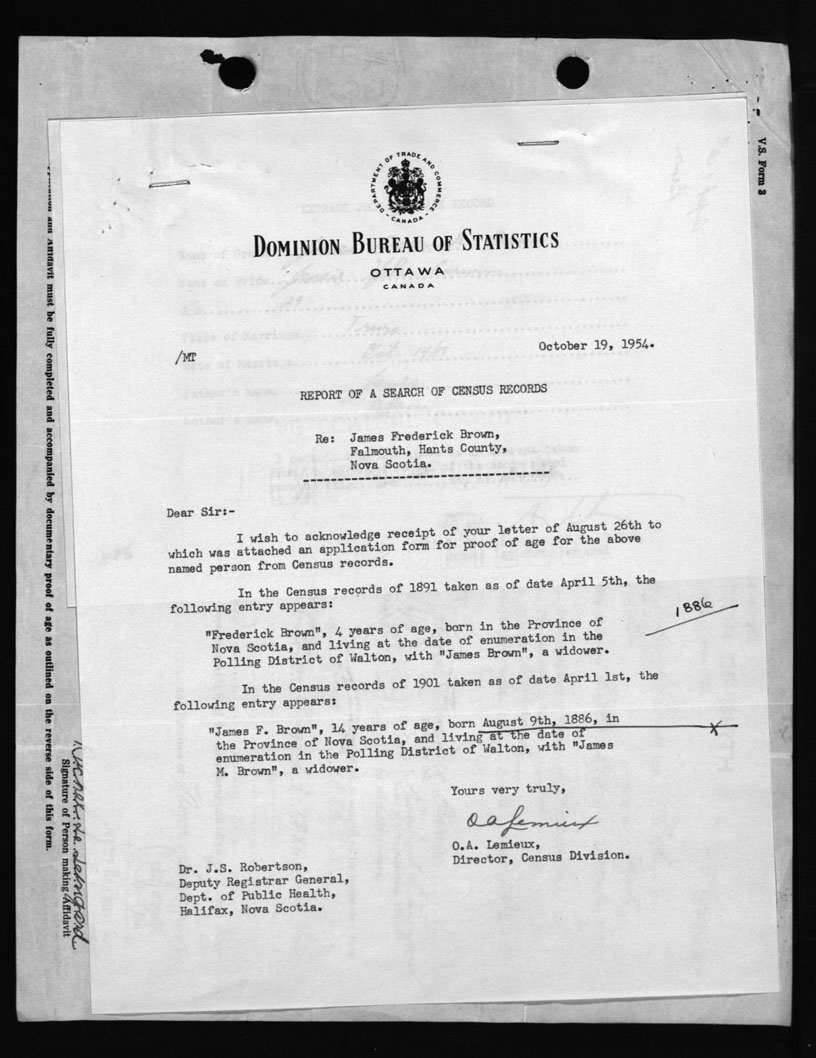 DEPARTMENT OF TRADE AND COMMERCE
CANADA
DOMINION BUREAU OF STATISTICS
OTTAWA
CANADA
/MT
October 19, 1954.
REPORT OF A SEARCH OF CENSUS RECORDS
Re: James Frederick Brown,
Falmouth, Hants County,
Nova Scotia.
Dear Sir:-
I wish to acknowledge receipt of your letter of August 26th to
which was attached an application form for proof of age for the above
named person from Census records.
In the Census records of 1891 taken as of date April 5th, the
following entry appears:
"Frederick Brown", 4 years of age, born in the Province of
Nova Scotia, and living at the date of enumeration in the
Polling District of Walton, with "James Brown", a widower.
1886
In the Census records of 1901 taken as of date April 1st, the
following entry appears:
"James F. Brown", 14 years of age, born August 9th, 1886, in
the Province of Nova Scotia, and living at the date of
enumeration in the Polling District of Walton, with "James
M. Brown", a widower.
X
Yours very truly,
O A Lemieux
O.A. Lemieux,
Director, Census Division.
Dr. J.S. Robertson,
Deputy Registrar General,
Dept. of Public Health,
Halifax, Nova Scotia.
V.S. Form 3
and Affidavit must be fully completed and accompanied by documentary proof of age as outlined on the reverse side of this form.
Signature of Person making Affidavit